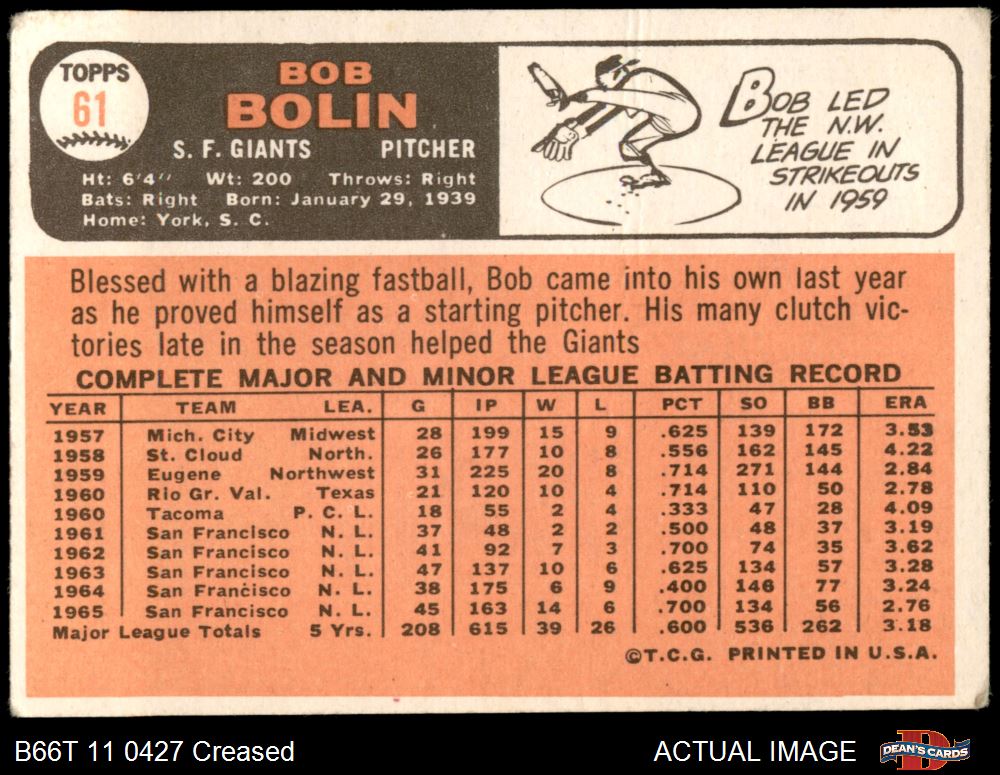 TOPPS
61
BOB
BOLIN
S. F. GIANTS PITCHER
Ht: 6'4" Wt: 200 Throws: Right
Bats: Right Born: January 29, 1939
Home: York, S. C.
BOB LED
THE N.W.
LEAGUE IN
STRIKEOUTS
IN 1959
Blessed with a blazing fastball, Bob came into his own last year
as he proved himself as a starting pitcher. His many clutch vic-
tories late in the season helped the Giants
COMPLETE MAJOR AND MINOR LEAGUE BATTING RECORD
YEAR TEAM LEA. G IP W L PCT SO BB ERA
1957 Mich. City Midwest 28 199 15 9 .625 139 172 3.53
1958 St. Cloud North. 26 177 10 8 .556 162 145 4.22
1959 Eugene Northwest 31 225 20 8 .714 271 144 2.84
1960 Rio Gr. Val. Texas 21 120 10 4 .714 110 50 2.78
1960 Tacoma P. C. L. 18 55 2 4 .333 47 28 4.09
1961 San Francisco N. L. 37 48 2 2 .500 48 37 3.19
1962 San Francisco N. L. 41 92 7 3 .700 74 35 3.62
1963 San Francisco N. L. 47 137 10 6 .625 134 57 3.28
1964 San Francisco N. L. 38 175 6 9 .400 146 77 3.24
1965 San Francisco N. L. 45 163 14 6 .700 134 56 2.76
Major League Totals 5 Yrs. 208 615 39 26 .600 536 262 3.18
©T.C.G. PRINTED IN U.S.A.
B66T 11 0427 Creased ACTUAL IMAGE
DEAN'S CARDS